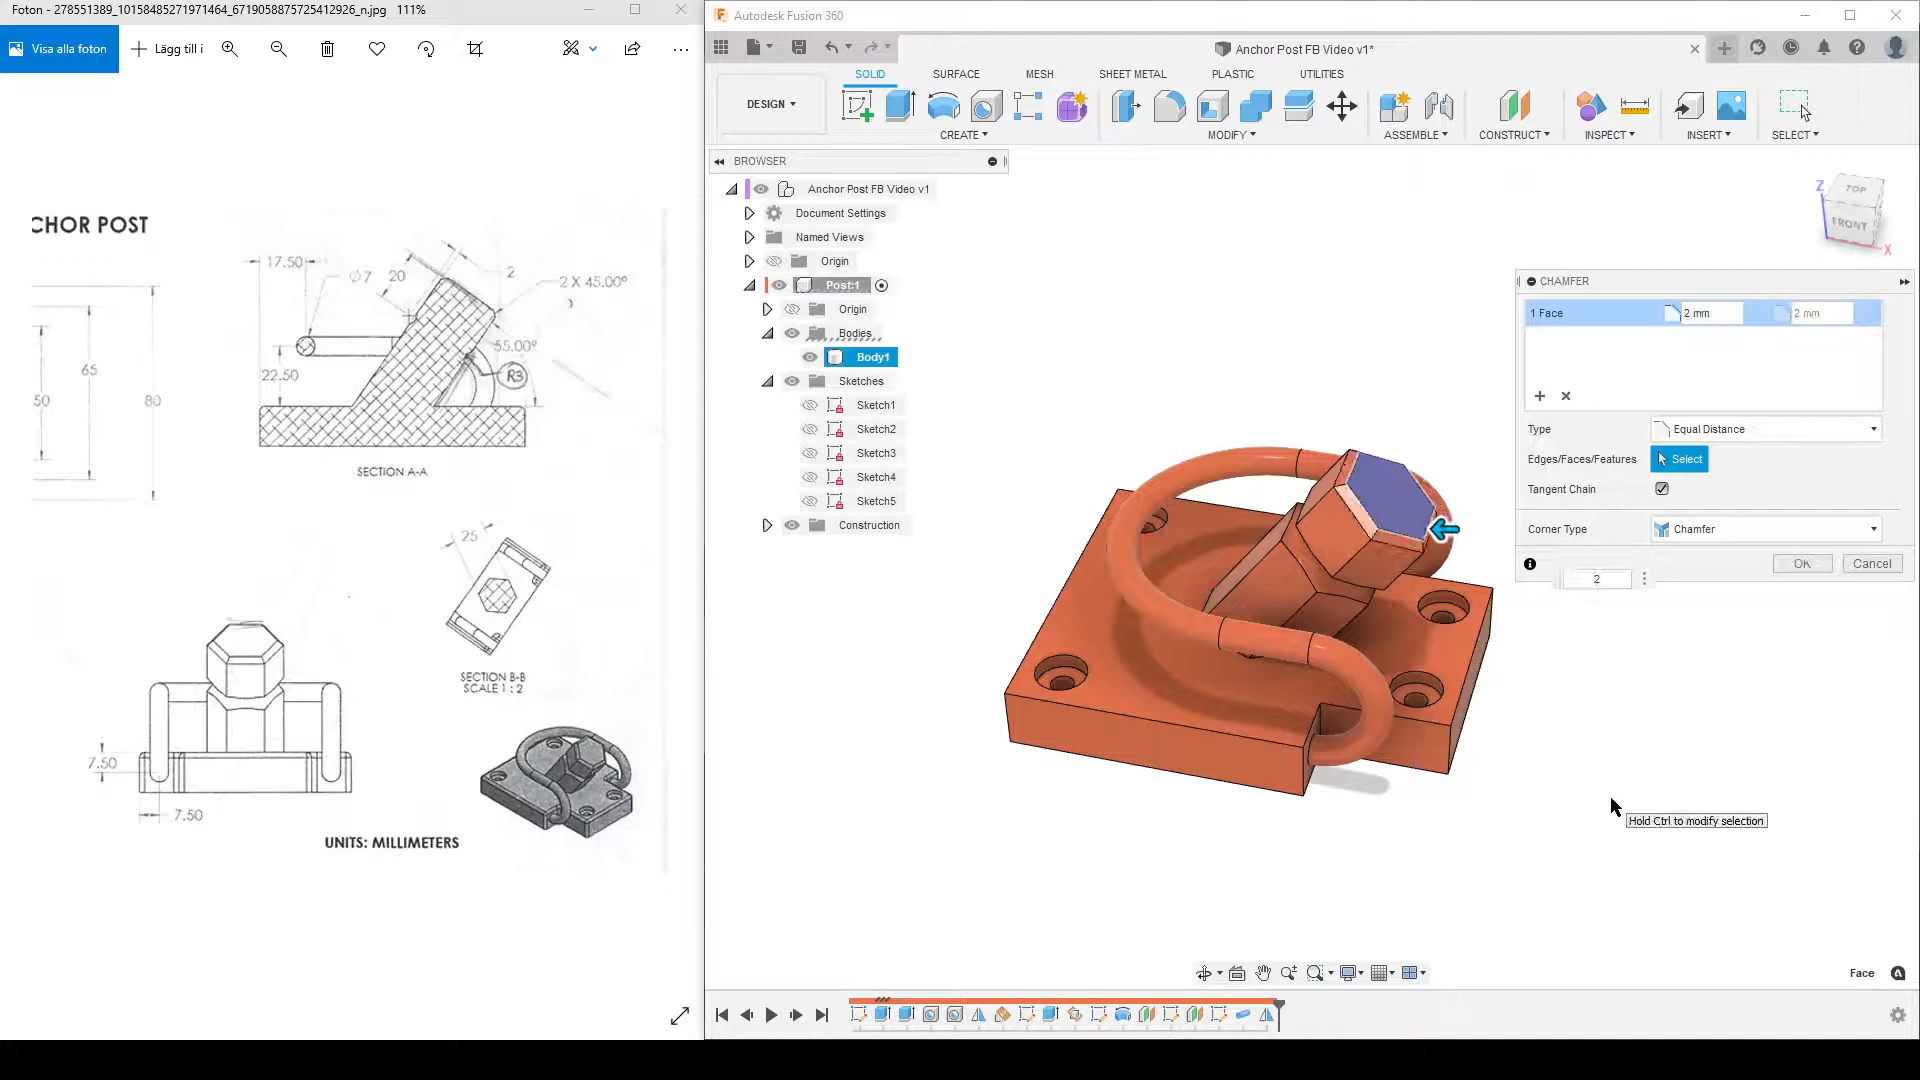 Foton - 278551389_10158485271971464_6719058875725412926_n.jpg 111%
Visa alla foton
Lägg till i
CHOR POST
17.50
Ø7
20
2
2 X 45.00°
55.00°
R3
22.50
65
50
80
SECTION A-A
25
SECTION B-B
SCALE 1 : 2
7.50
7.50
UNITS: MILLIMETERS
Autodesk Fusion 360
Anchor Post FB Video v1*
DESIGN
SOLID
SURFACE
MESH
SHEET METAL
PLASTIC
UTILITIES
CREATE
MODIFY
ASSEMBLE
CONSTRUCT
INSPECT
INSERT
SELECT
BROWSER
Anchor Post FB Video v1
Document Settings
Named Views
Origin
Post:1
Origin
Bodies
Body1
Sketches
Sketch1
Sketch2
Sketch3
Sketch4
Sketch5
Construction
Z
TOP
FRONT
X
CHAMFER
1 Face
2 mm
2 mm
Type
Equal Distance
Edges/Faces/Features
Select
Tangent Chain
Corner Type
Chamfer
OK
Cancel
2
Hold Ctrl to modify selection
Face